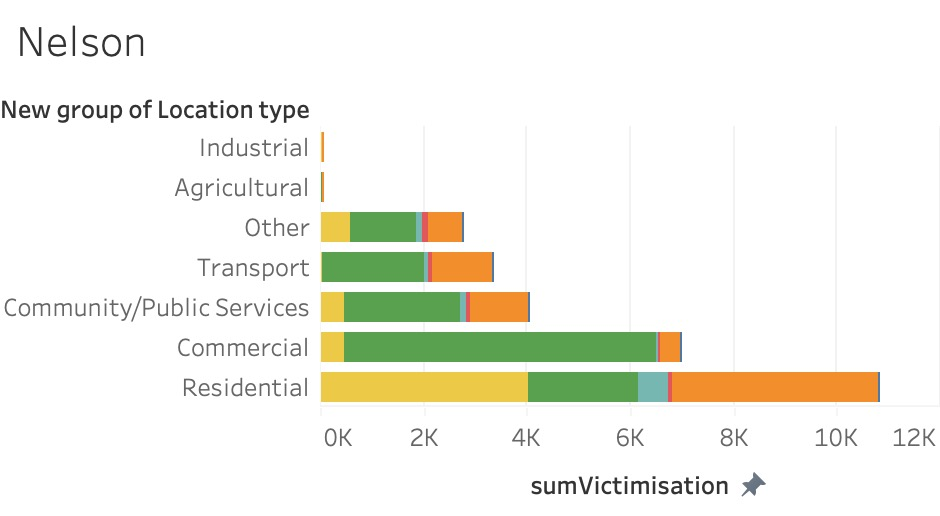 Nelson
New group of Location type
Industrial
Agricultural
Other
Transport
Community/Public Services
Commercial
Residential
0K 2K 4K 6K 8K 10K 12K
sumVictimisation